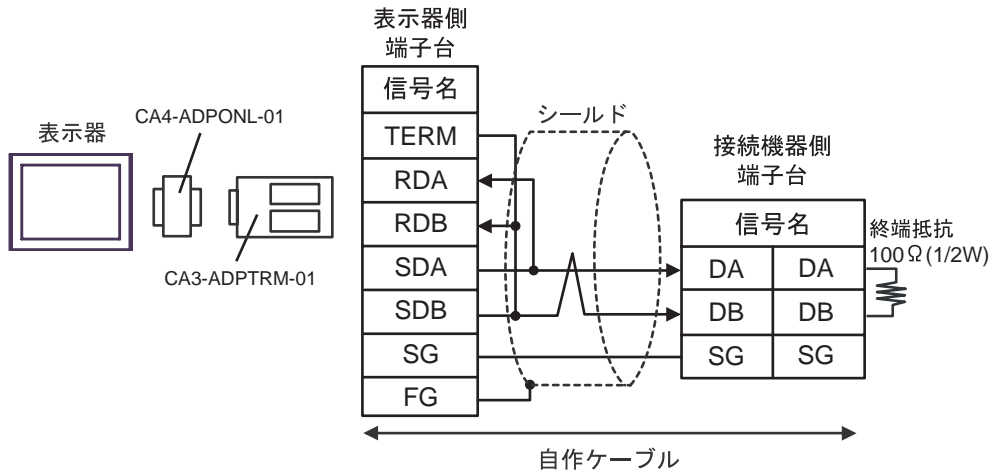 表示器
CA4-ADPONL-01
CA3-ADPTRM-01
表示器側
端子台
信号名
TERM
RDA
RDB
SDA
SDB
SG
FG
シールド
接続機器側
端子台
信号名
DA DA
DB DB
SG SG
終端抵抗
100Ω(1/2W)
自作ケーブル